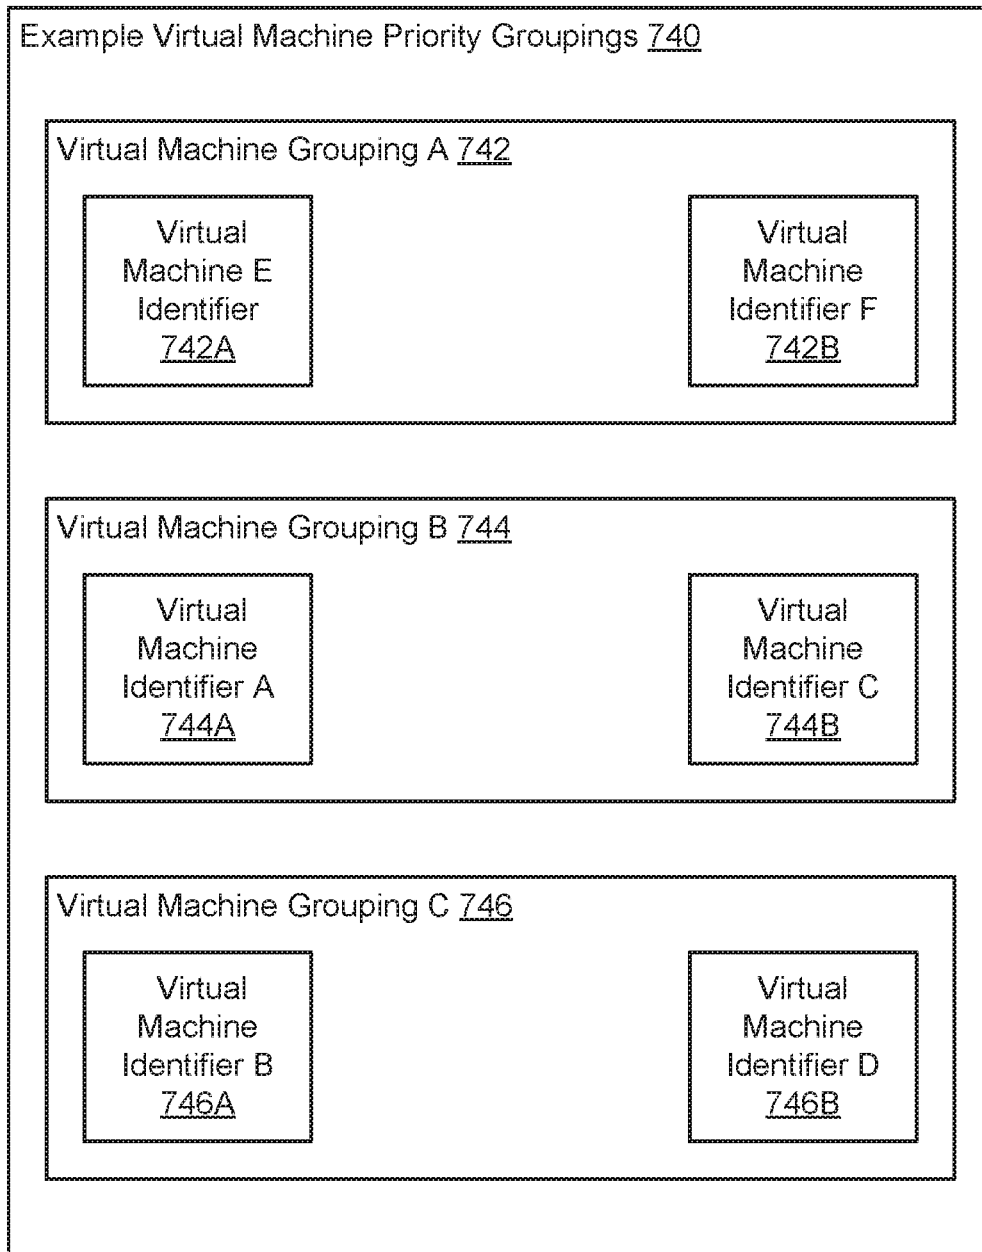 Example Virtual Machine Priority Groupings 740
Virtual Machine Grouping A 742
Virtual
Machine E
Identifier
742A
Virtual
Machine
Identifier F
742B
Virtual Machine Grouping B 744
Virtual
Machine
Identifier A
744A
Virtual
Machine
Identifier C
744B
Virtual Machine Grouping C 746
Virtual
Machine
Identifier B
746A
Virtual
Machine
Identifier D
746B